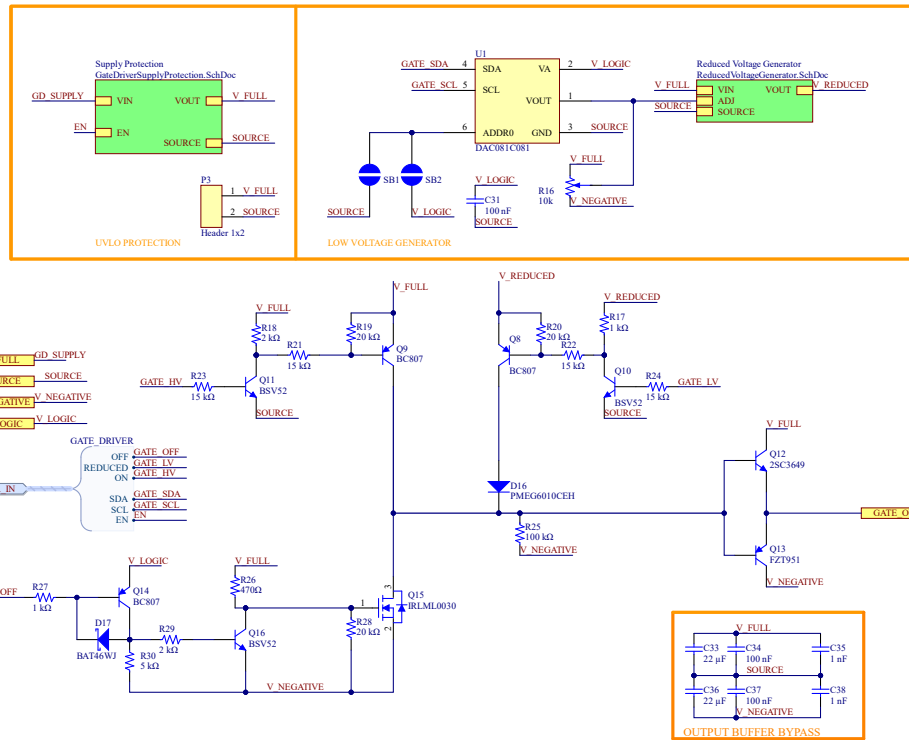 Supply Protection
GateDriverSupplyProtection.SchDoc
GD_SUPPLY
VIN
VOUT
V_FULL
EN
EN
SOURCE
SOURCE
P3
1
V_FULL
2
SOURCE
Header 1x2
UVLO PROTECTION
U1
GATE_SDA
4
SDA
VA
2
V_LOGIC
GATE_SCL
5
SCL
VOUT
1
6
ADDR0
GND
3
SOURCE
DAC081C081
SB1
SB2
SOURCE
V_LOGIC
V_LOGIC
C31
100 nF
SOURCE
V_FULL
R16
10k
V_NEGATIVE
Reduced Voltage Generator
ReducedVoltageGenerator.SchDoc
V_FULL
VIN
VOUT
V_REDUCED
ADJ
SOURCE
SOURCE
LOW VOLTAGE GENERATOR
V_FULL
V_REDUCED
V_FULL
R18
2 kΩ
R21
15 kΩ
R19
20 kΩ
Q9
BC807
GATE_HV
R23
15 kΩ
Q11
BSV52
SOURCE
V_REDUCED
R17
1 kΩ
Q8
BC807
R20
20 kΩ
R22
15 kΩ
Q10
BSV52
R24
15 kΩ
GATE_LV
SOURCE
GD_SUPPLY
SOURCE
V_NEGATIVE
V_LOGIC
GATE_DRIVER
OFF
GATE_OFF
REDUCED
GATE_LV
ON
GATE_HV
SDA
GATE_SDA
SCL
GATE_SCL
EN
EN
IN
D16
PMEG6010CEH
R25
100 kΩ
V_NEGATIVE
V_FULL
Q12
2SC3649
Q13
FZT951
V_NEGATIVE
OFF
R27
1 kΩ
V_LOGIC
Q14
BC807
D17
BAT46WJ
R30
5 kΩ
R29
2 kΩ
V_FULL
R26
470Ω
Q16
BSV52
V_NEGATIVE
R28
20 kΩ
3
1
2
Q15
IRLML0030
V_FULL
C33
22 µF
C34
100 nF
C35
1 nF
SOURCE
C36
22 µF
C37
100 nF
C38
1 nF
V_NEGATIVE
OUTPUT BUFFER BYPASS